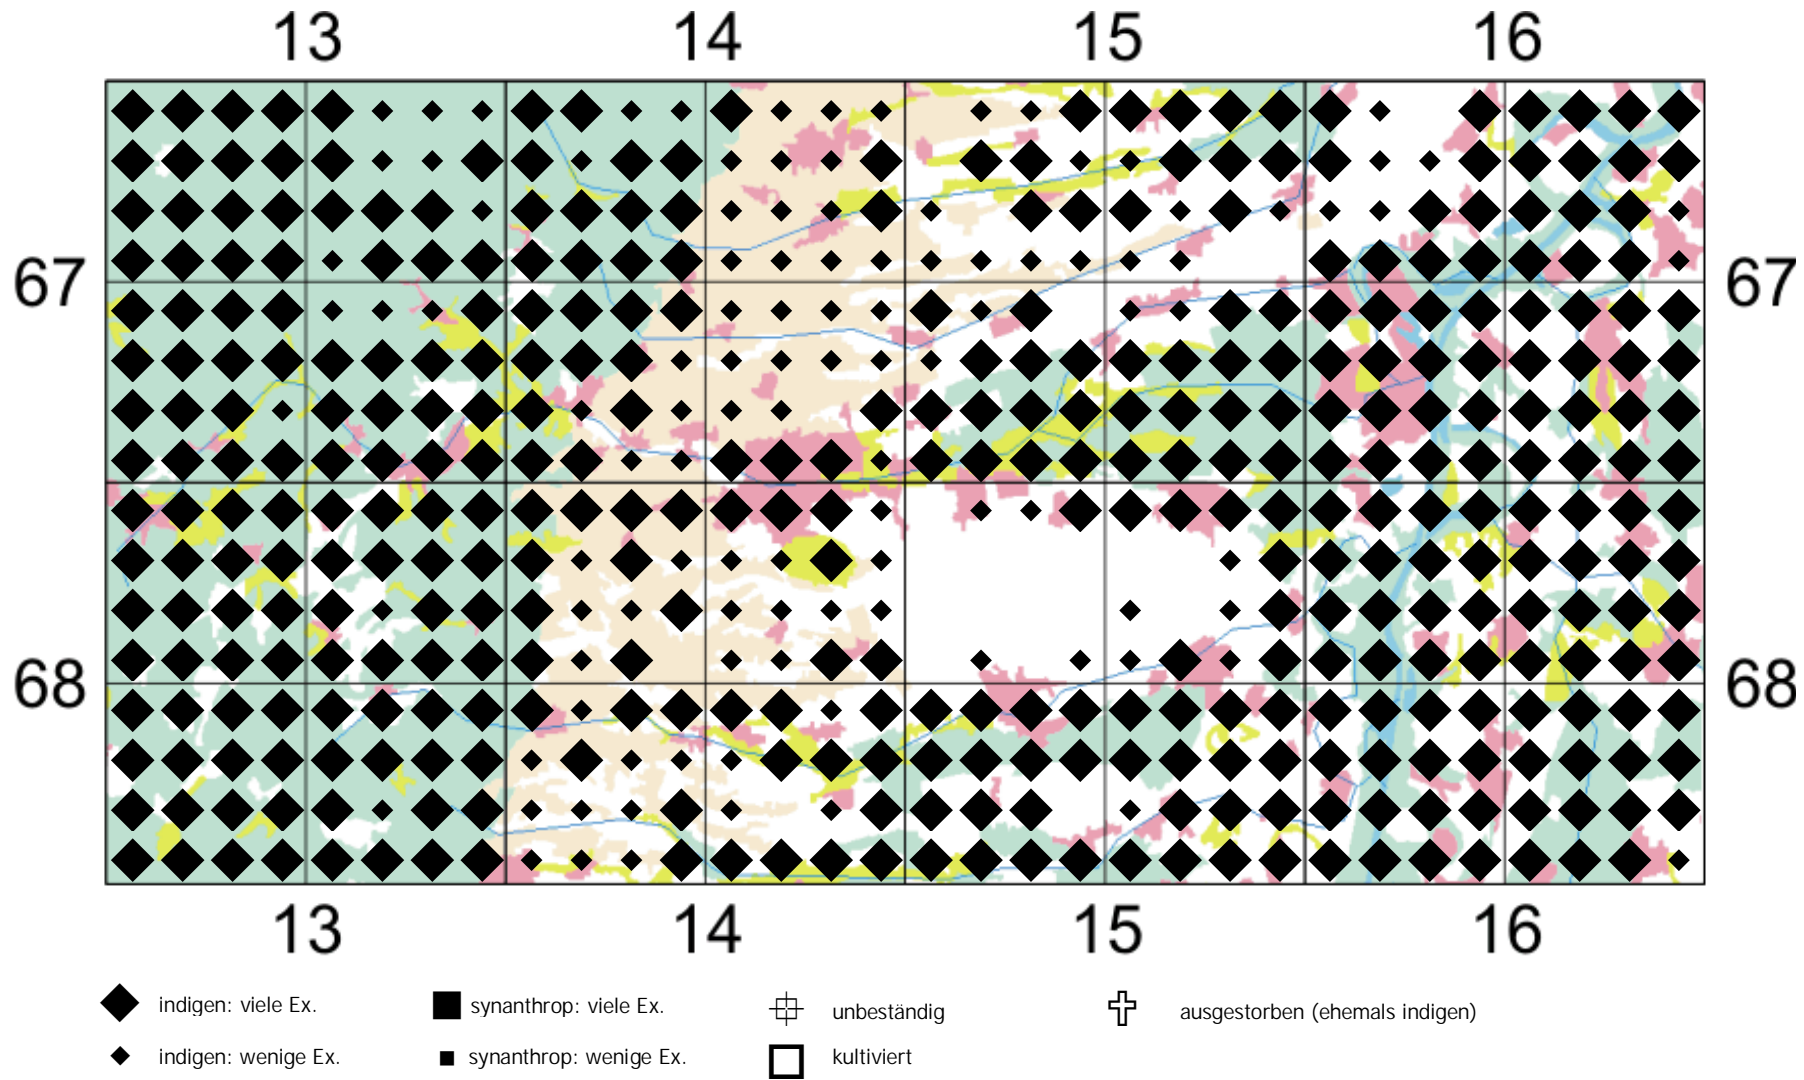 13 14 15 16
67 67
68 68
13 14 15 16
indigen: viele Ex. synanthrop: viele Ex. unbeständig ausgestorben (ehemals indigen)
indigen: wenige Ex. synanthrop: wenige Ex. kultiviert